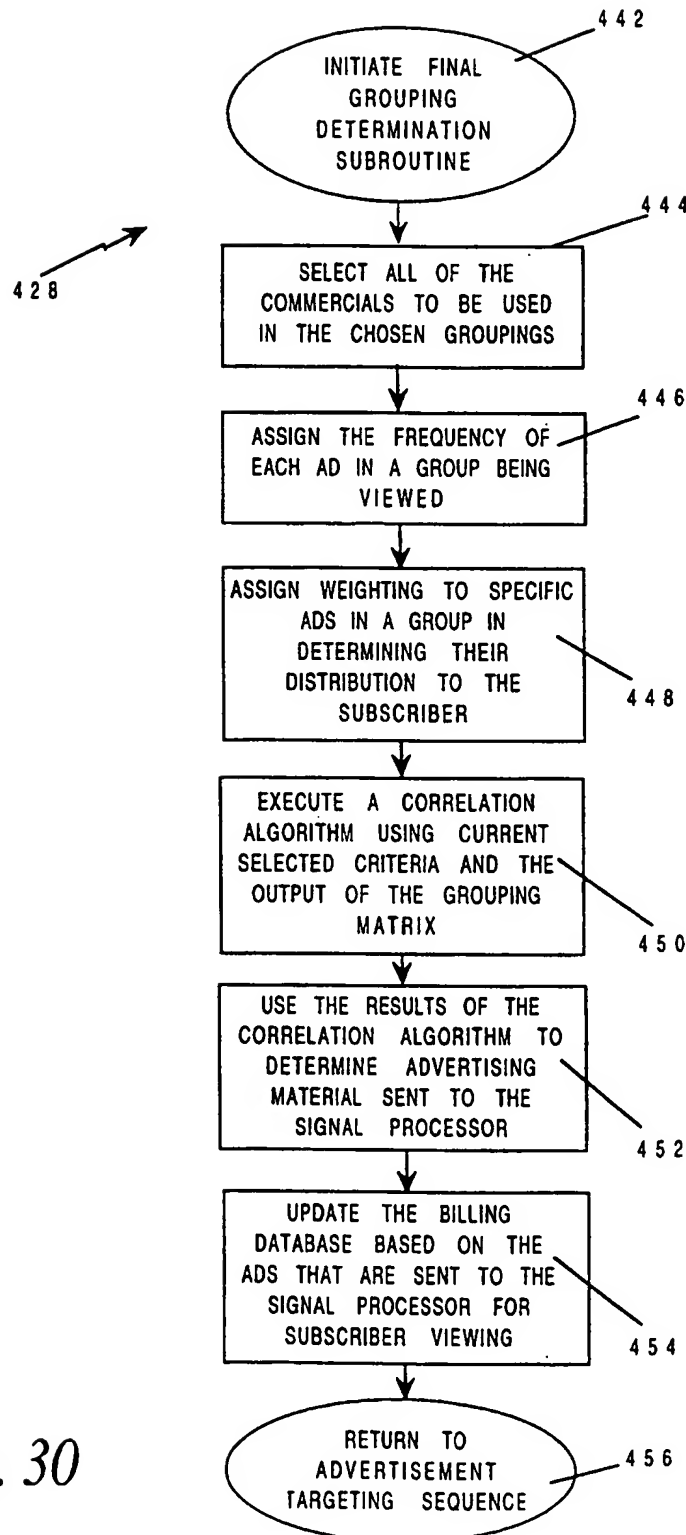 442
INITIATE FINAL
GROUPING
DETERMINATION
SUBROUTINE
428
444
SELECT ALL OF THE
COMMERCIALS TO BE USED
IN THE CHOSEN GROUPINGS
446
ASSIGN THE FREQUENCY OF
EACH AD IN A GROUP BEING
VIEWED
ASSIGN WEIGHTING TO SPECIFIC
ADS IN A GROUP IN
DETERMINING THEIR
DISTRIBUTION TO THE
SUBSCRIBER
448
EXECUTE A CORRELATION
ALGORITHM USING CURRENT
SELECTED CRITERIA AND THE
OUTPUT OF THE GROUPING
MATRIX
450
USE THE RESULTS OF THE
CORRELATION ALGORITHM TO
DETERMINE ADVERTISING
MATERIAL SENT TO THE
SIGNAL PROCESSOR
452
UPDATE THE BILLING
DATABASE BASED ON THE
ADS THAT ARE SENT TO THE
SIGNAL PROCESSOR FOR
SUBSCRIBER VIEWING
454
RETURN TO
ADVERTISEMENT
TARGETING SEQUENCE
456
. 30